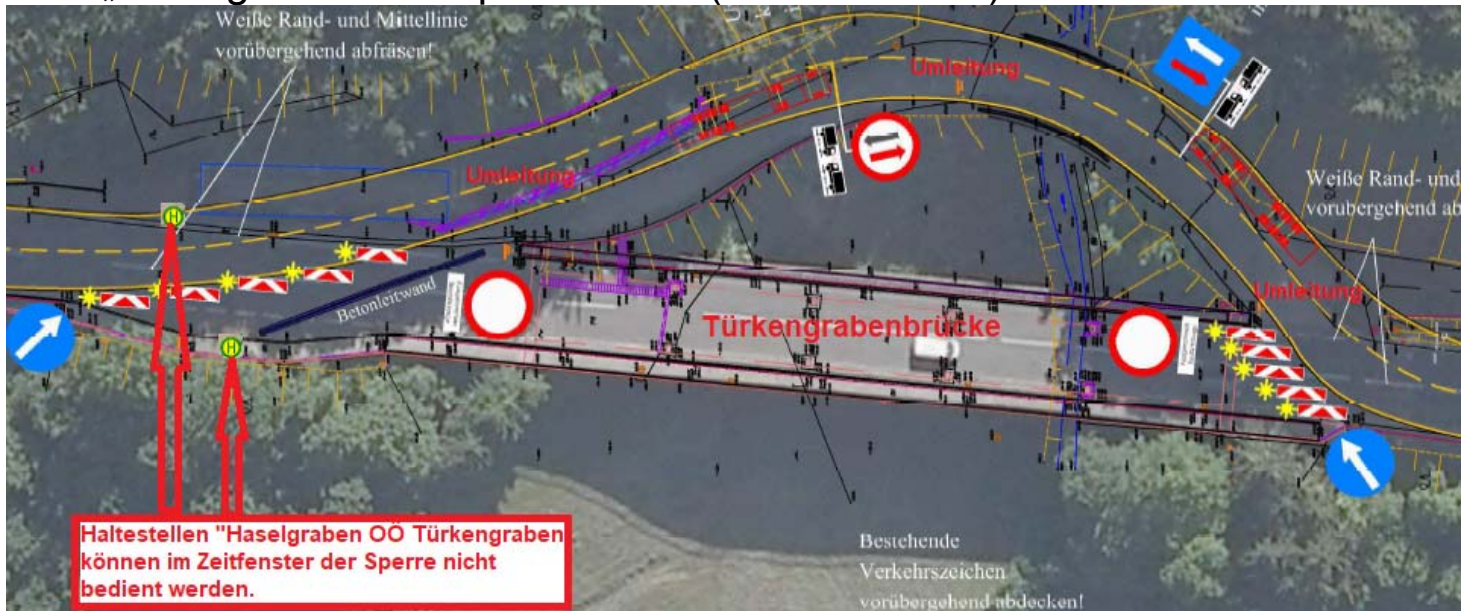 Weiße Rand- und Mittellinie
vorübergehend abfräsen!
Umleitung
Umleitung
Weiße Rand- und
vorübergehend ab
Umleitung
Betonleitwand
Türkengrabenbrücke
H
H
Haltestellen "Haselgraben OÖ Türkengraben
können im Zeitfenster der Sperre nicht
bedient werden.
Bestehende
Verkehrszeichen
vorübergehend abdecken!